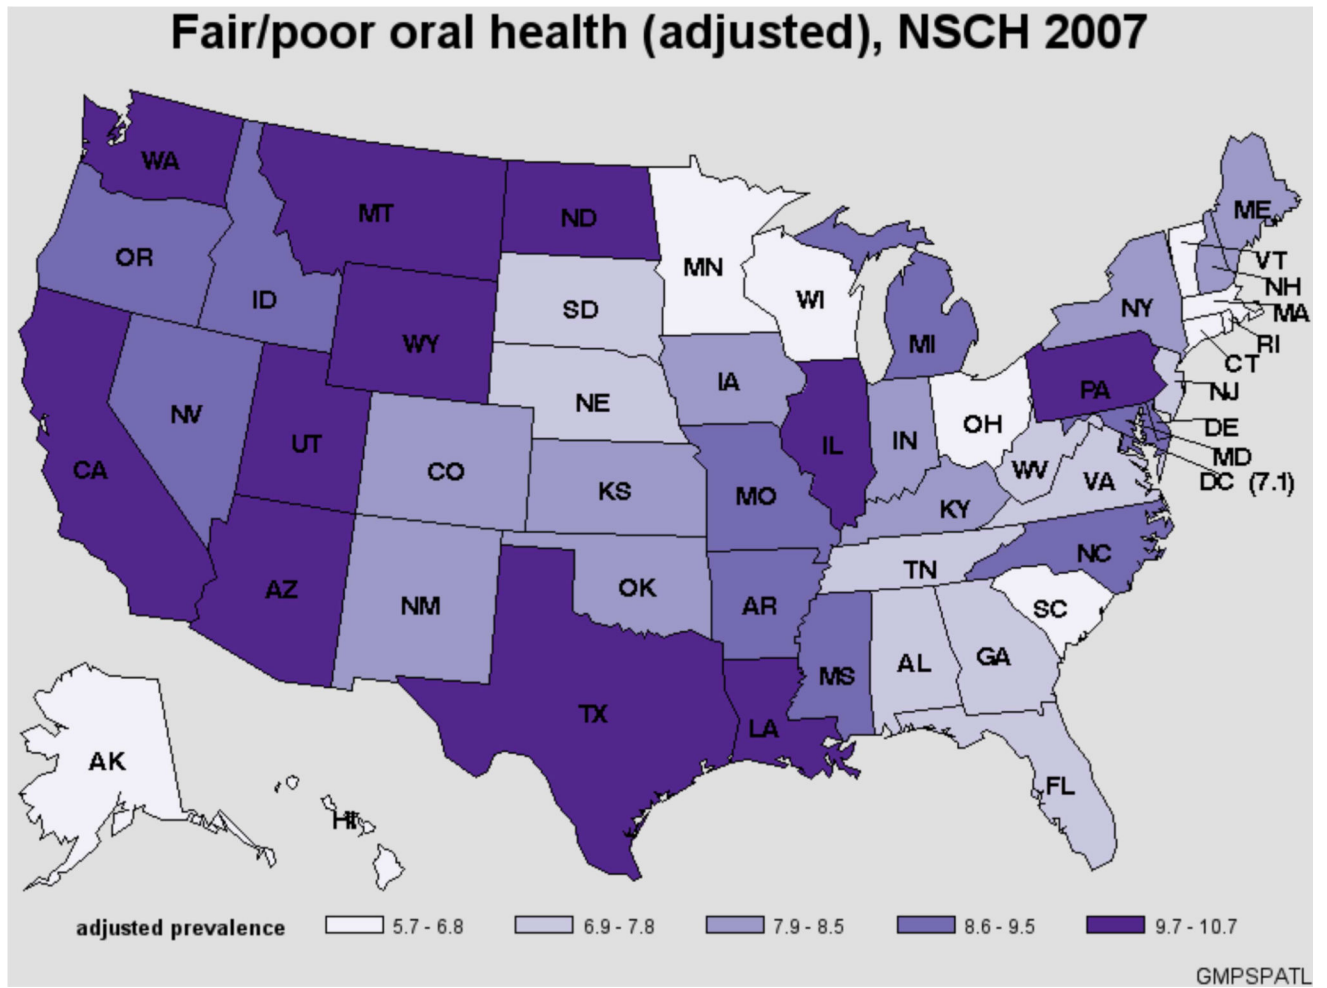 Fair/poor oral health (adjusted), NSCH 2007
WA
MT
ND
MN
ME
OR
ID
SD
WI
VT
NH
NY
MA
WY
MI
RI
CT
IA
PA
NJ
NE
NV
UT
OH
DE
CA
CO
IL
IN
MD
WV
VA
DC (7.1)
KS
MO
KY
NC
TN
AZ
NM
OK
AR
SC
MS
AL
GA
TX
LA
AK
FL
HI
adjusted prevalence 5.7 - 6.8 6.9 - 7.8 7.9 - 8.5 8.6 - 9.5 9.7 - 10.7
GMPSPATL